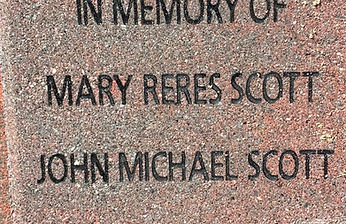 IN MEMORY OF
MARY RERES SCOTT
JOHN MICHAEL SCOTT